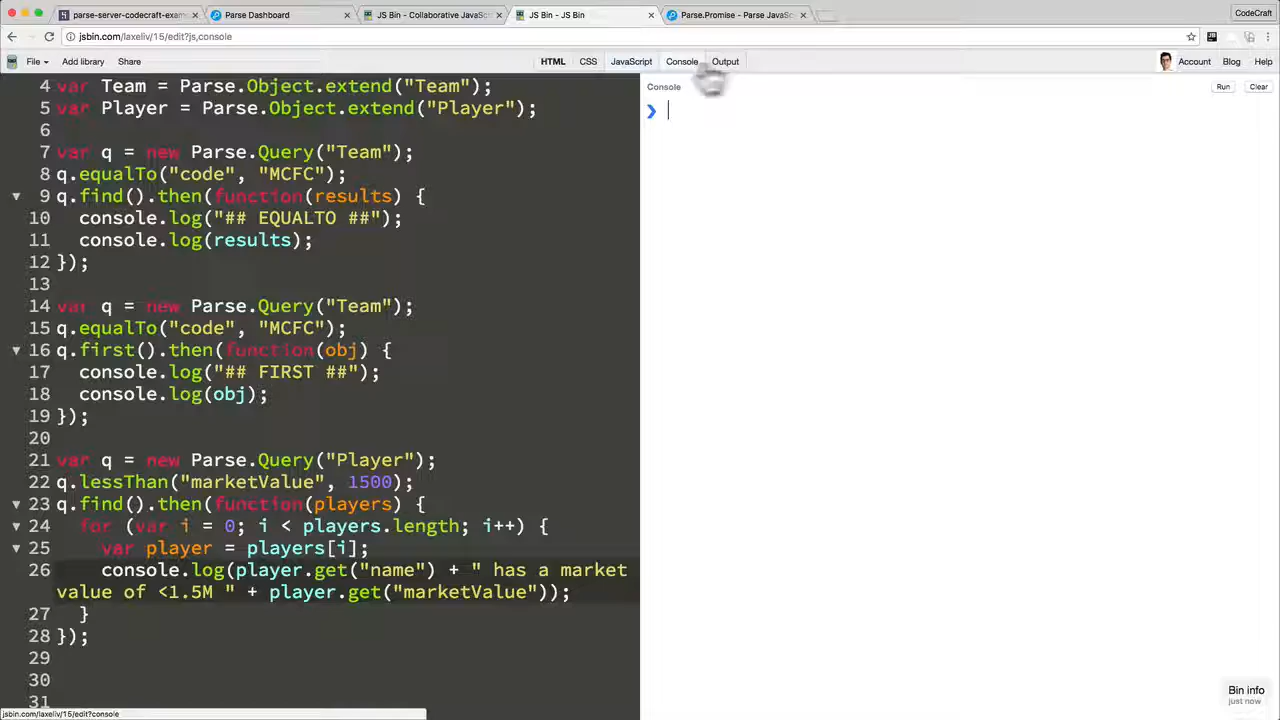 parse-server-codecraft-exam
Parse Dashboard
JS Bin - Collaborative JavaSc
JS Bin - JS Bin
Parse.Promise - Parse JavaSc
CodeCraft
jsbin.com/laxeliv/15/edit?js,console
File
Add library
Share
HTML
CSS
JavaScript
Console
Output
Account
Blog
Help
Console
Run
Clear
4 var Team = Parse.Object.extend("Team");
5 var Player = Parse.Object.extend("Player");
6
7 var q = new Parse.Query("Team");
8 q.equalTo("code", "MCFC");
9 q.find().then(function(results) {
10 console.log("## EQUALTO ##");
11 console.log(results);
12 });
13
14 var q = new Parse.Query("Team");
15 q.equalTo("code", "MCFC");
16 q.first().then(function(obj) {
17 console.log("## FIRST ##");
18 console.log(obj);
19 });
20
21 var q = new Parse.Query("Player");
22 q.lessThan("marketValue", 1500);
23 q.find().then(function(players) {
24 for (var i = 0; i < players.length; i++) {
25 var player = players[i];
26 console.log(player.get("name") + " has a market
value of <1.5M " + player.get("marketValue"));
27 }
28 });
29
30
31
Bin info
just now
jsbin.com/laxeliv/15/edit?console